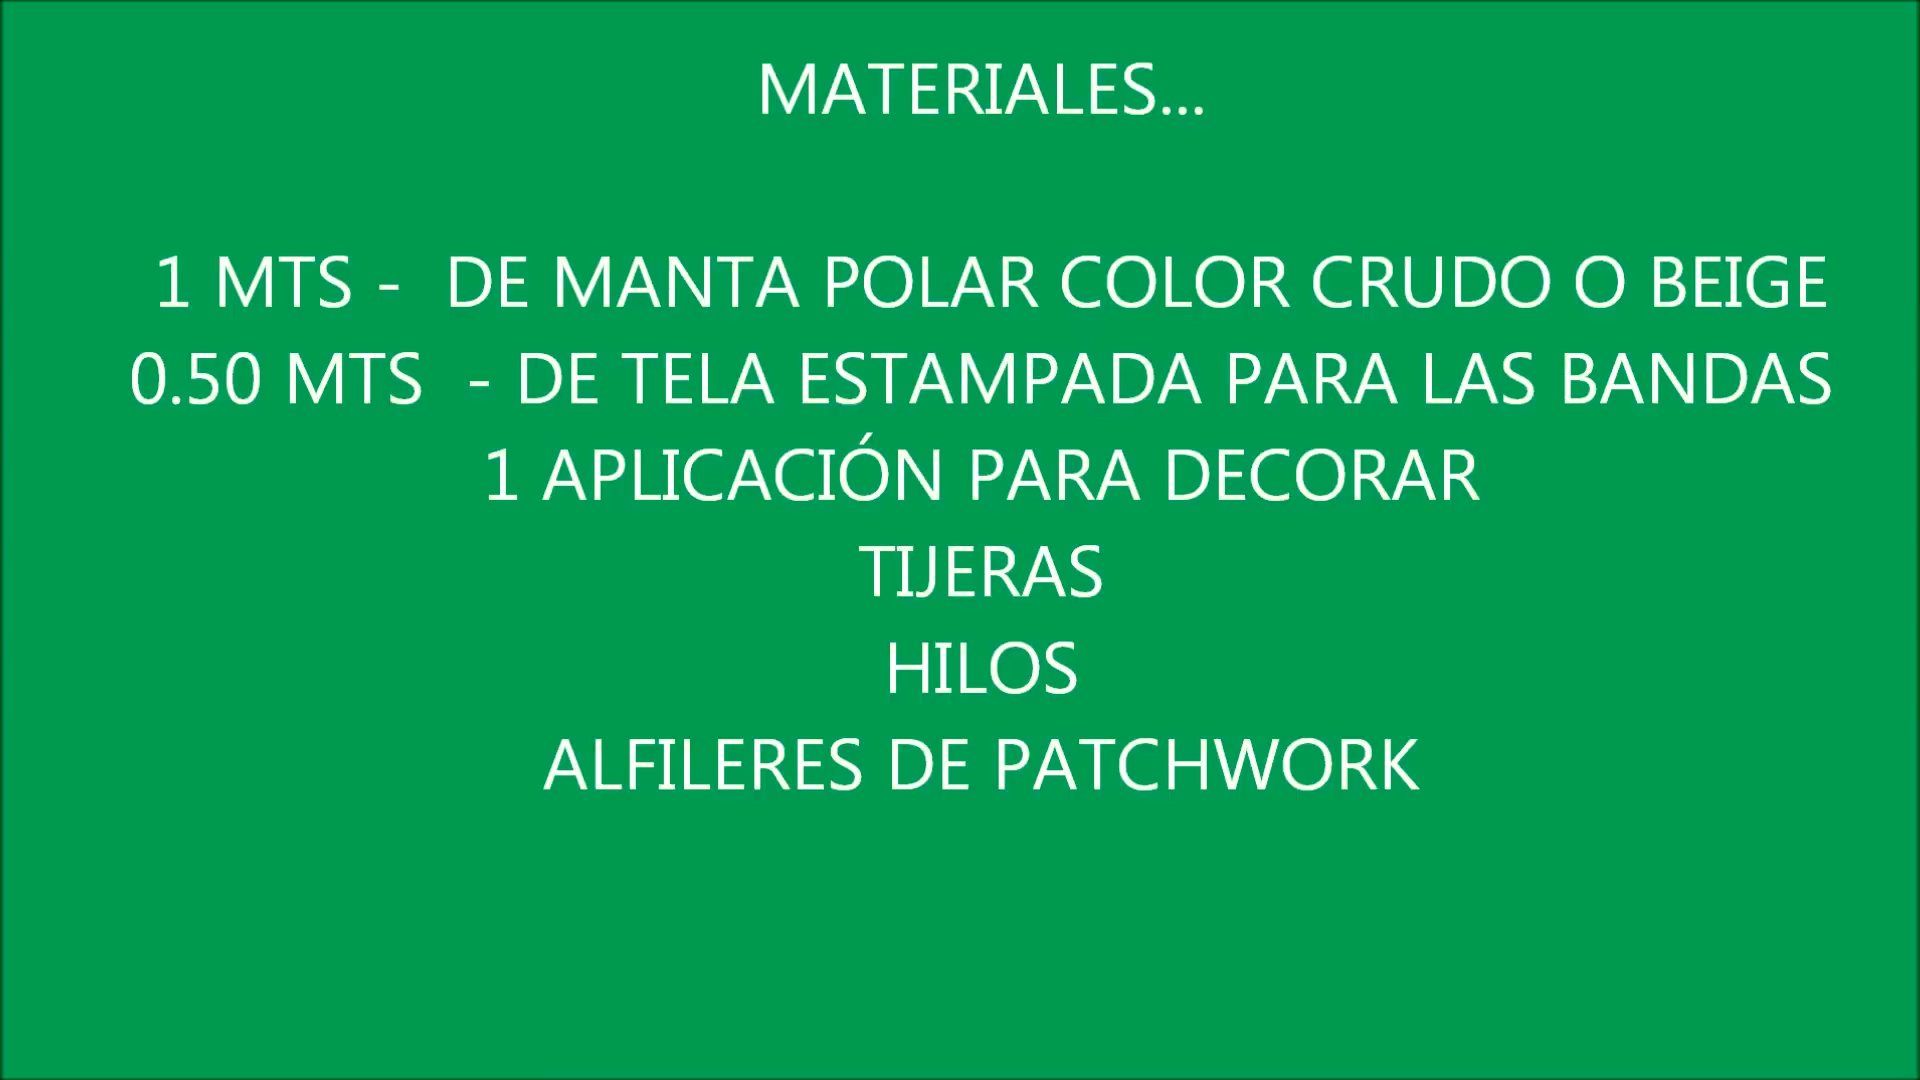 MATERIALES...
1 MTS -  DE MANTA POLAR COLOR CRUDO O BEIGE
0.50 MTS  - DE TELA ESTAMPADA PARA LAS BANDAS
1 APLICACIÓN PARA DECORAR
TIJERAS
HILOS
ALFILERES DE PATCHWORK